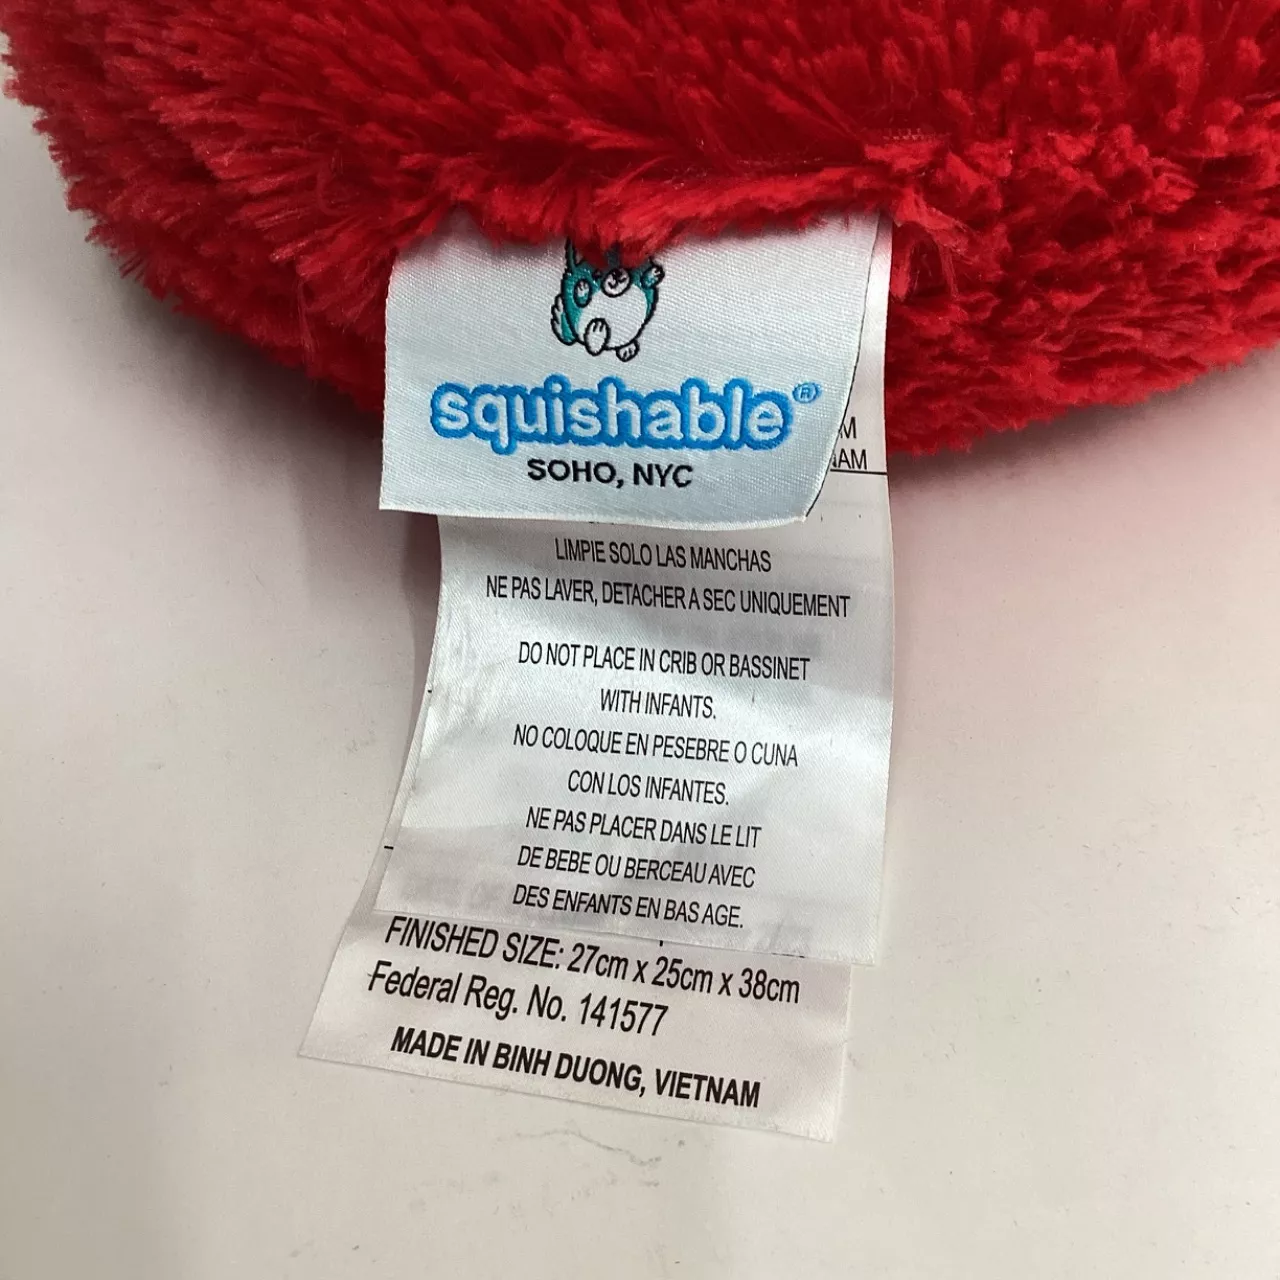 squishable®
SOHO, NYC
LIMPIE SOLO LAS MANCHAS
NE PAS LAVER, DETACHER A SEC UNIQUEMENT
DO NOT PLACE IN CRIB OR BASSINET
WITH INFANTS.
NO COLOQUE EN PESEBRE O CUNA
CON LOS INFANTES.
NE PAS PLACER DANS LE LIT
DE BEBE OU BERCEAU AVEC
DES ENFANTS EN BAS AGE.
FINISHED SIZE: 27cm x 25cm x 38cm
Federal Reg. No. 141577
MADE IN BINH DUONG, VIETNAM